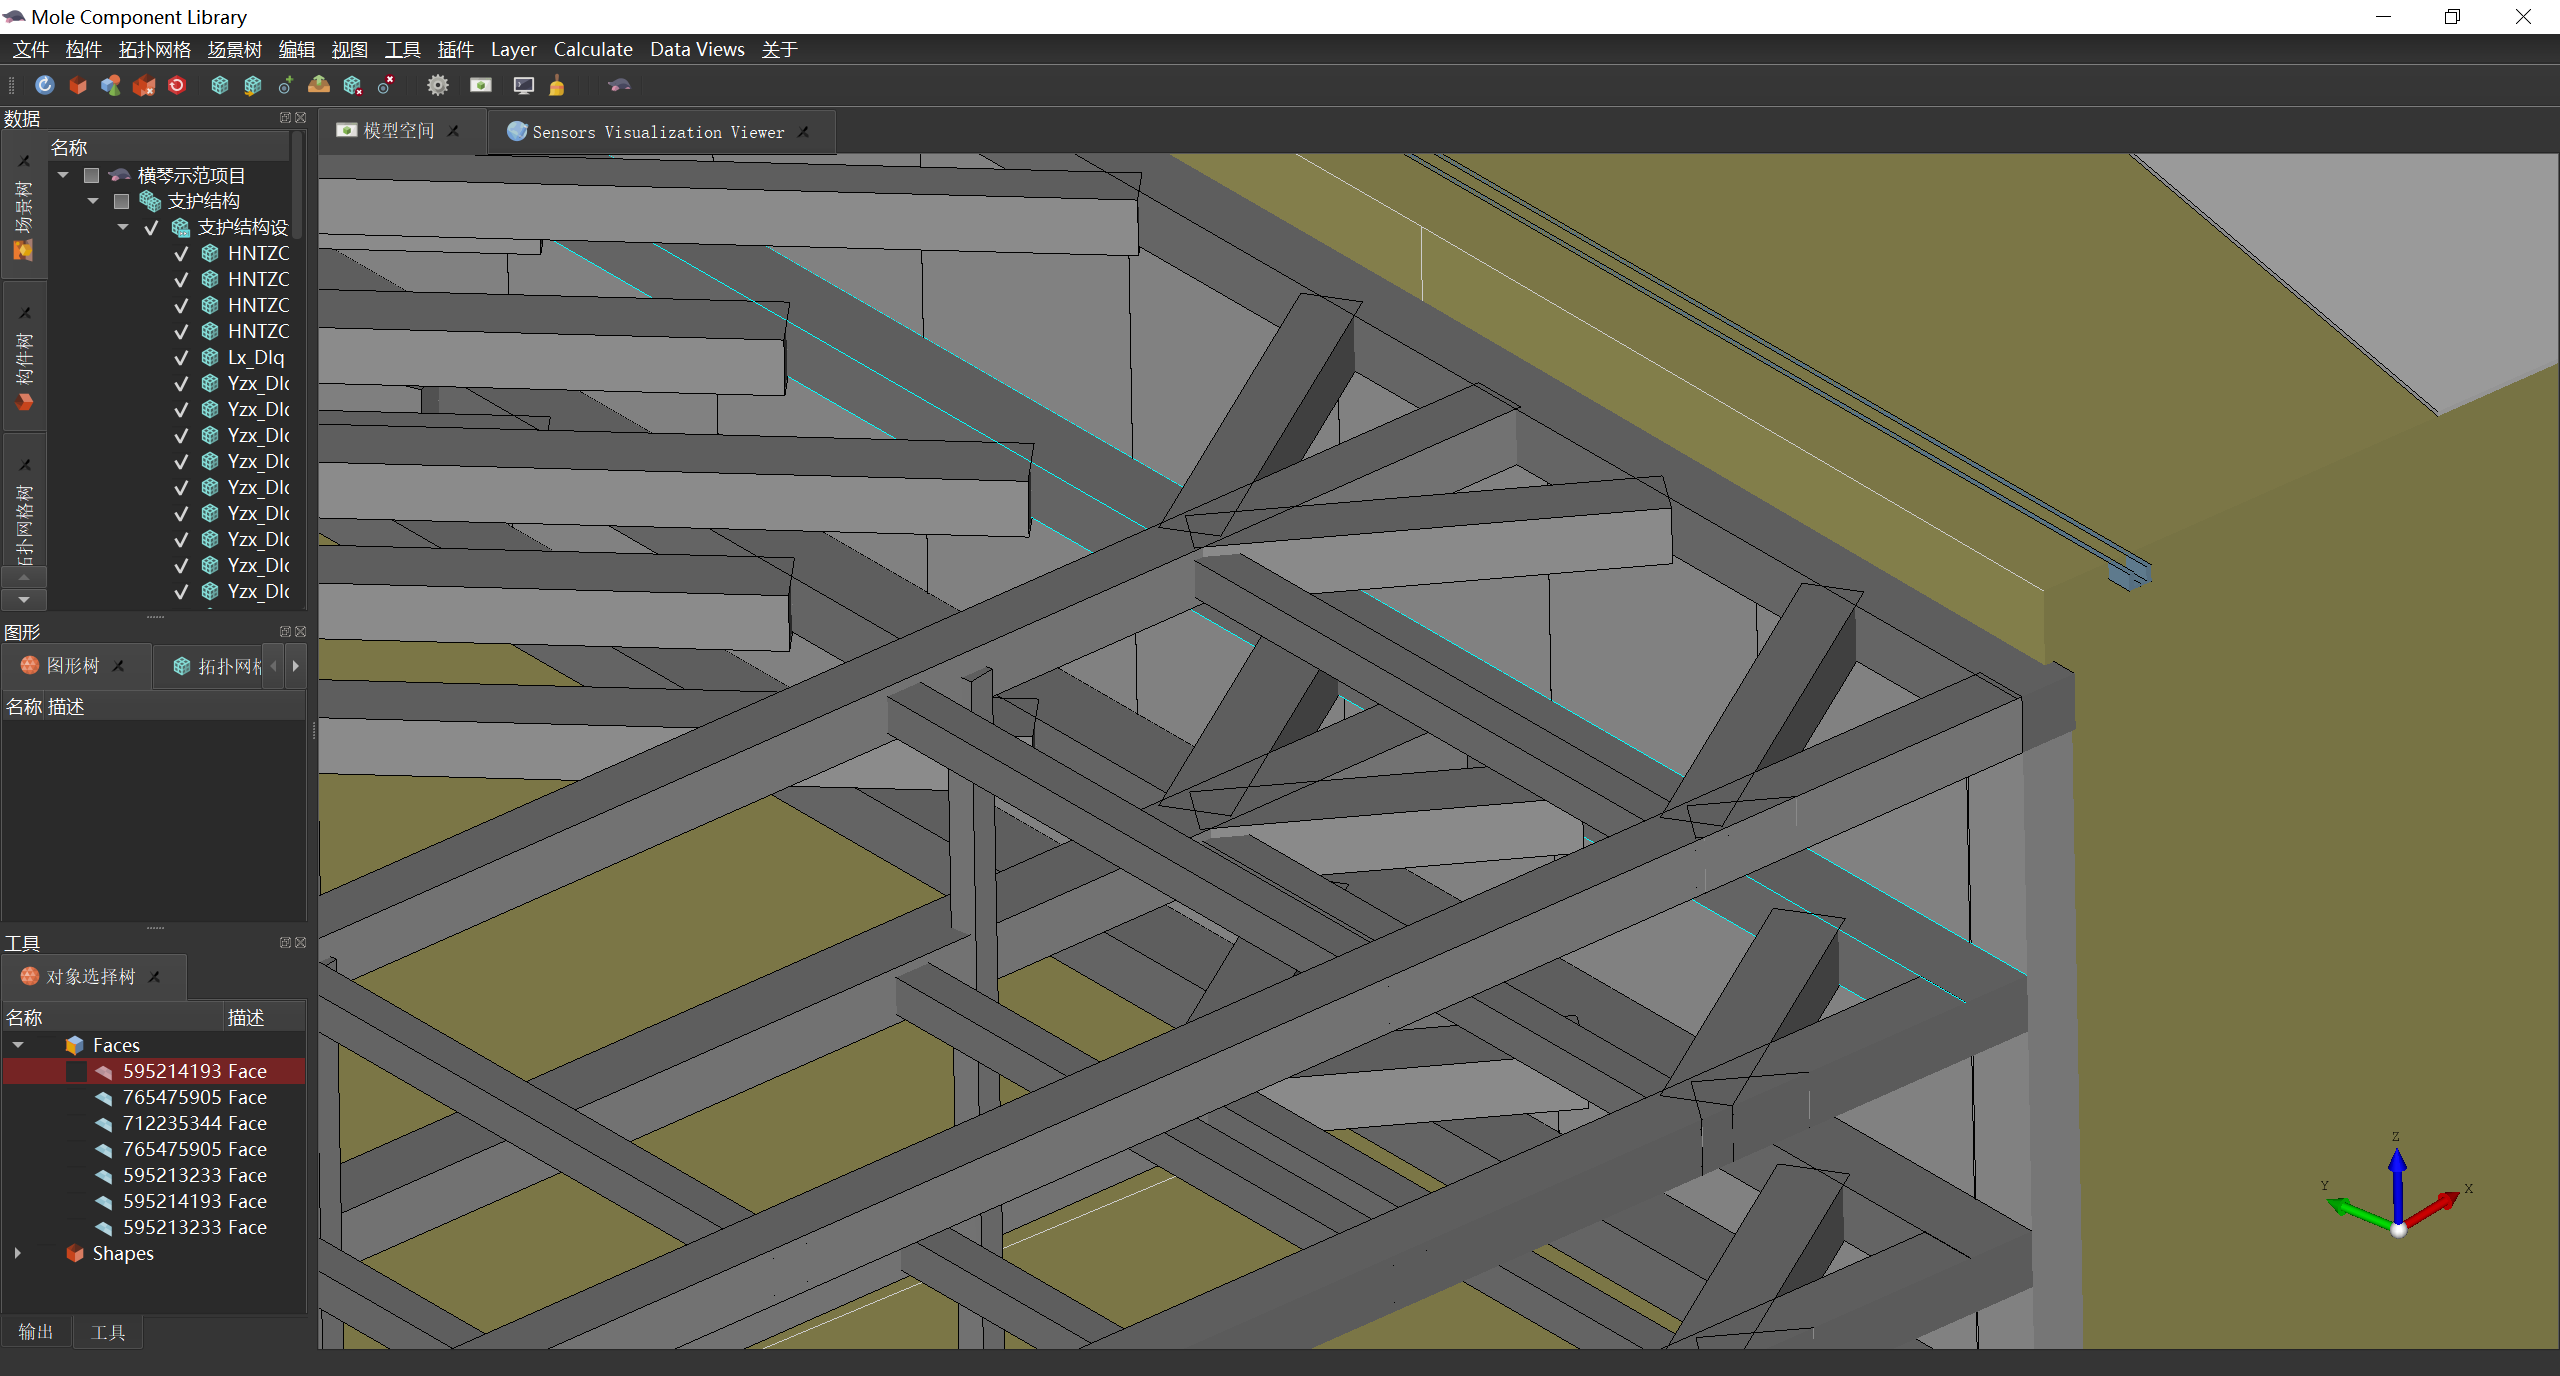 Mole Component Library
文件 构件 拓扑网格 场景树 编辑 视图 工具 插件 Layer Calculate Data Views 关于
数据
模型空间
Sensors Visualization Viewer
场景树
构件树
拓扑网格树
名称
横琴示范项目
支护结构
支护结构设
HNTZC
HNTZC
HNTZC
HNTZC
Lx_Dlq
Yzx_Dlc
Yzx_Dlc
Yzx_Dlc
Yzx_Dlc
Yzx_Dlc
Yzx_Dlc
Yzx_Dlc
Yzx_Dlc
Yzx_Dlc
图形
图形树
拓扑网格
名称 描述
工具
对象选择树
名称 描述
Faces
595214193 Face
765475905 Face
712235344 Face
765475905 Face
595213233 Face
595214193 Face
595213233 Face
Shapes
输出
工具
Z
Y
X